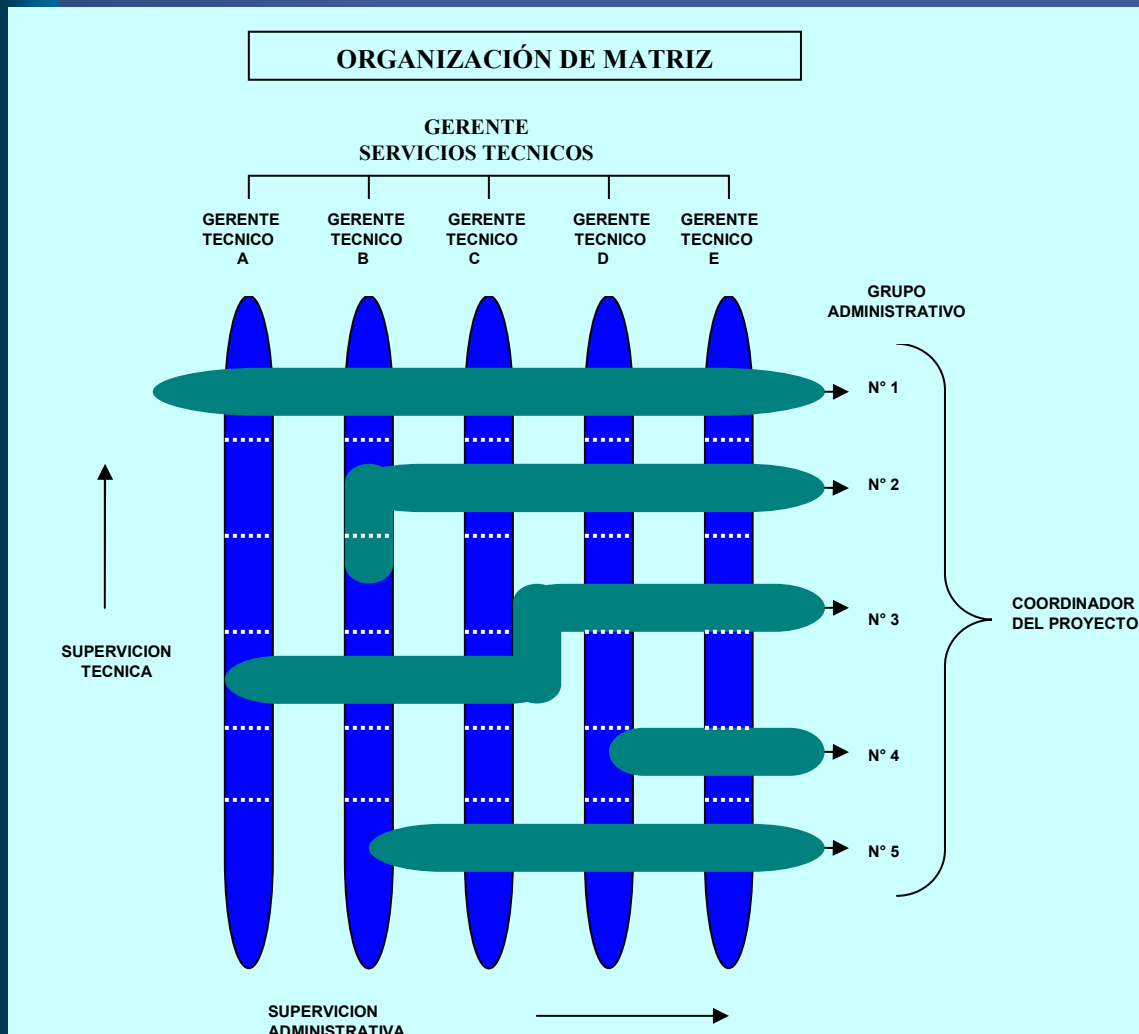 ORGANIZACIÓN DE MATRIZ
GERENTE
SERVICIOS TECNICOS
GERENTE
TECNICO
A
GERENTE
TECNICO
B
GERENTE
TECNICO
C
GERENTE
TECNICO
D
GERENTE
TECNICO
E
GRUPO
ADMINISTRATIVO
N° 1
N° 2
N° 3
N° 4
N° 5
COORDINADOR
DEL PROYECTO
SUPERVICION
TECNICA
SUPERVICION
ADMINISTRATIVA